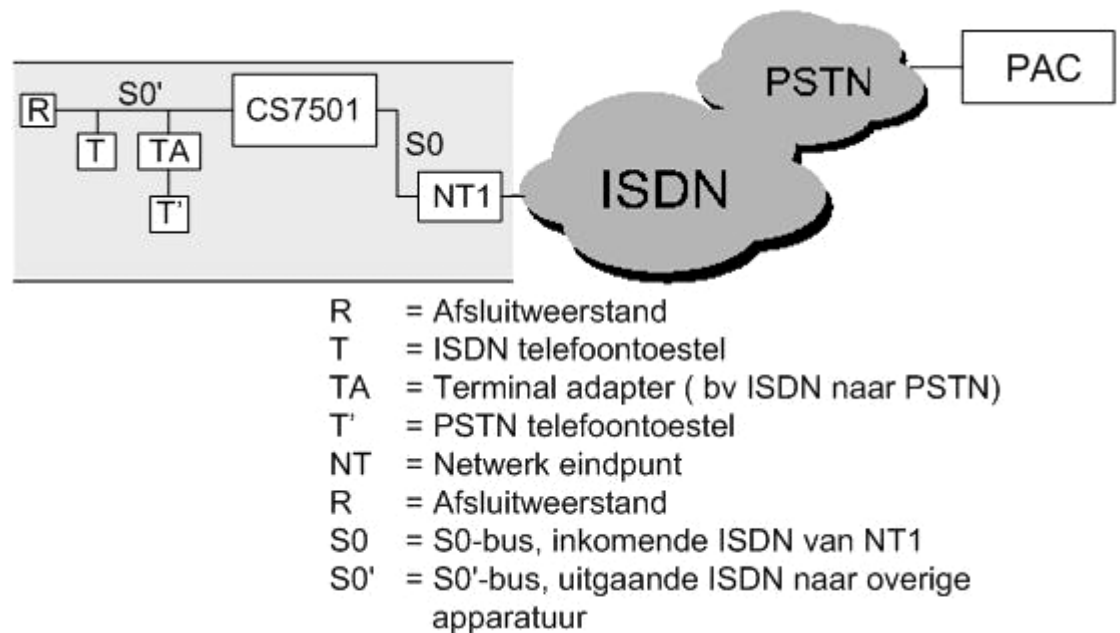 PSTN
PAC
S0'
CS7501
R
S0
T
TA
ISDN
NT1
T'
R = Afsluitweerstand
T = ISDN telefoontoestel
TA = Terminal adapter ( bv ISDN naar PSTN)
T' = PSTN telefoontoestel
NT = Netwerk eindpunt
R = Afsluitweerstand
S0 = S0-bus, inkomende ISDN van NT1
S0' = S0'-bus, uitgaande ISDN naar overige
apparatuur